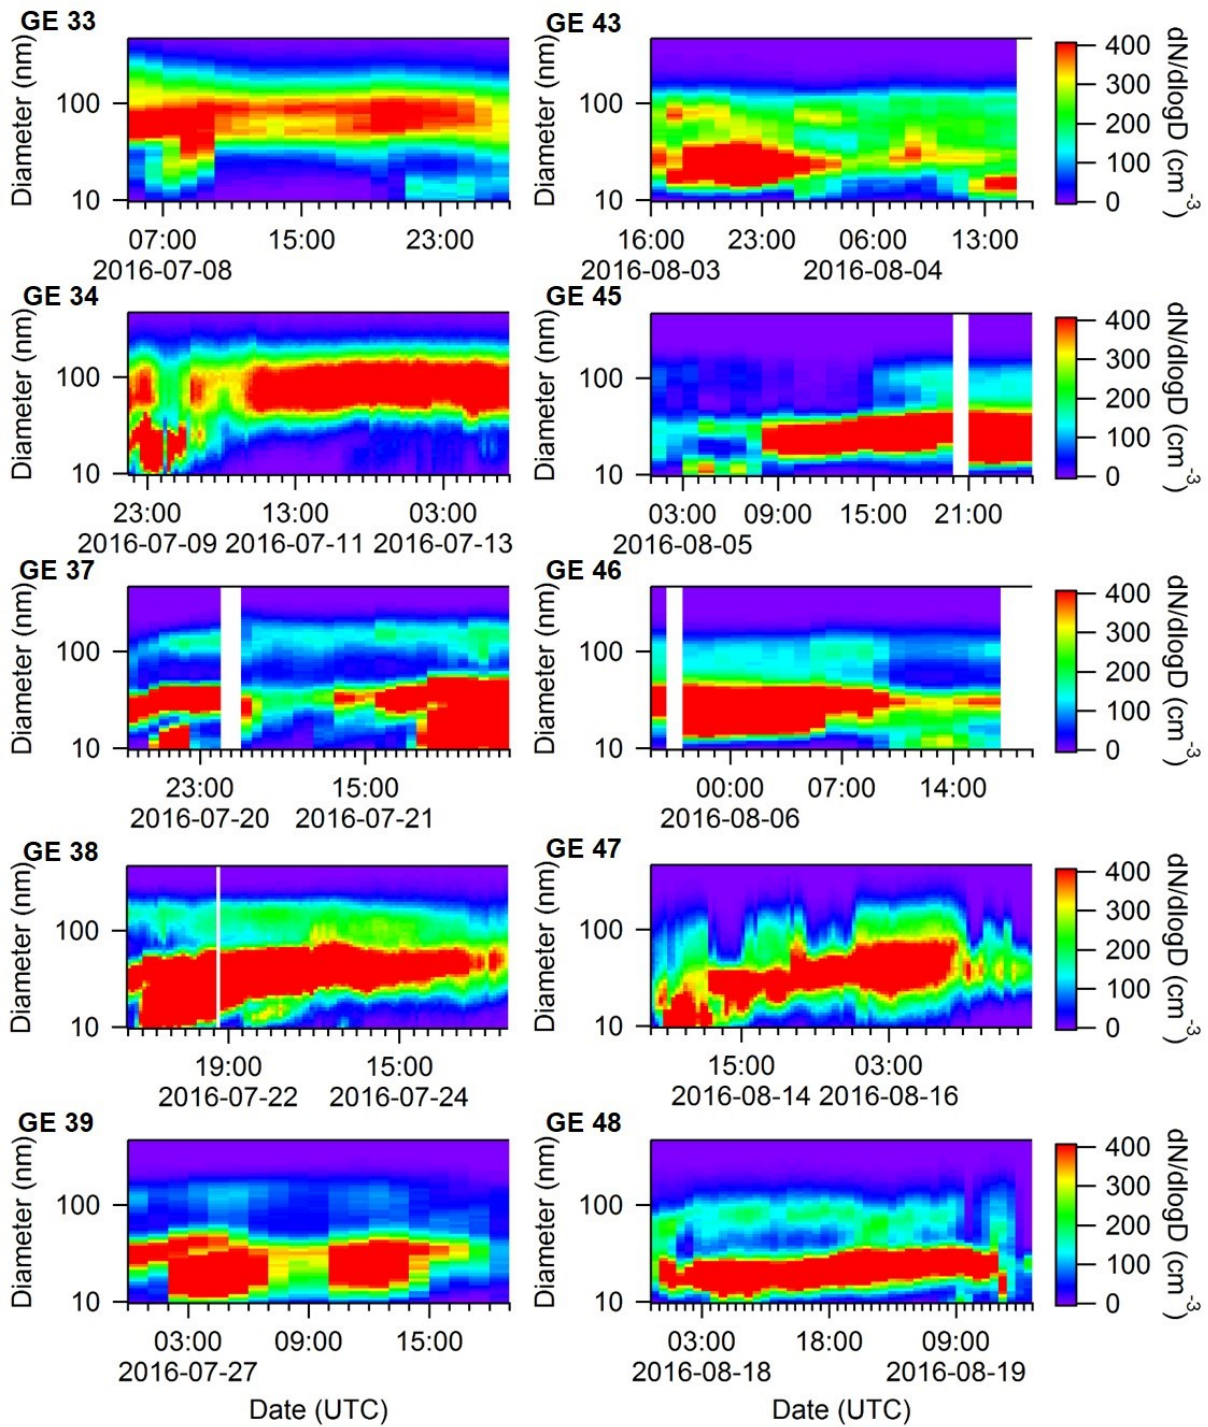 GE 33
GE 43
Diameter (nm)
100
10
07:00 15:00 23:00
2016-07-08
Diameter (nm)
100
10
16:00 23:00 06:00 13:00
2016-08-03 2016-08-04
400
300
200
100
0
dN/dlogD (cm-3)
GE 34
GE 45
Diameter (nm)
100
10
23:00 13:00 03:00
2016-07-09 2016-07-11 2016-07-13
Diameter (nm)
100
10
03:00 09:00 15:00 21:00
2016-08-05
400
300
200
100
0
dN/dlogD (cm-3)
GE 37
GE 46
Diameter (nm)
100
10
23:00 15:00
2016-07-20 2016-07-21
Diameter (nm)
100
10
00:00 07:00 14:00
2016-08-06
400
300
200
100
0
dN/dlogD (cm-3)
GE 38
GE 47
Diameter (nm)
100
10
19:00 15:00
2016-07-22 2016-07-24
Diameter (nm)
100
10
15:00 03:00
2016-08-14 2016-08-16
400
300
200
100
0
dN/dlogD (cm-3)
GE 39
GE 48
Diameter (nm)
100
10
03:00 09:00 15:00
2016-07-27
Date (UTC)
Diameter (nm)
100
10
03:00 18:00 09:00
2016-08-18 2016-08-19
Date (UTC)
400
300
200
100
0
dN/dlogD (cm-3)